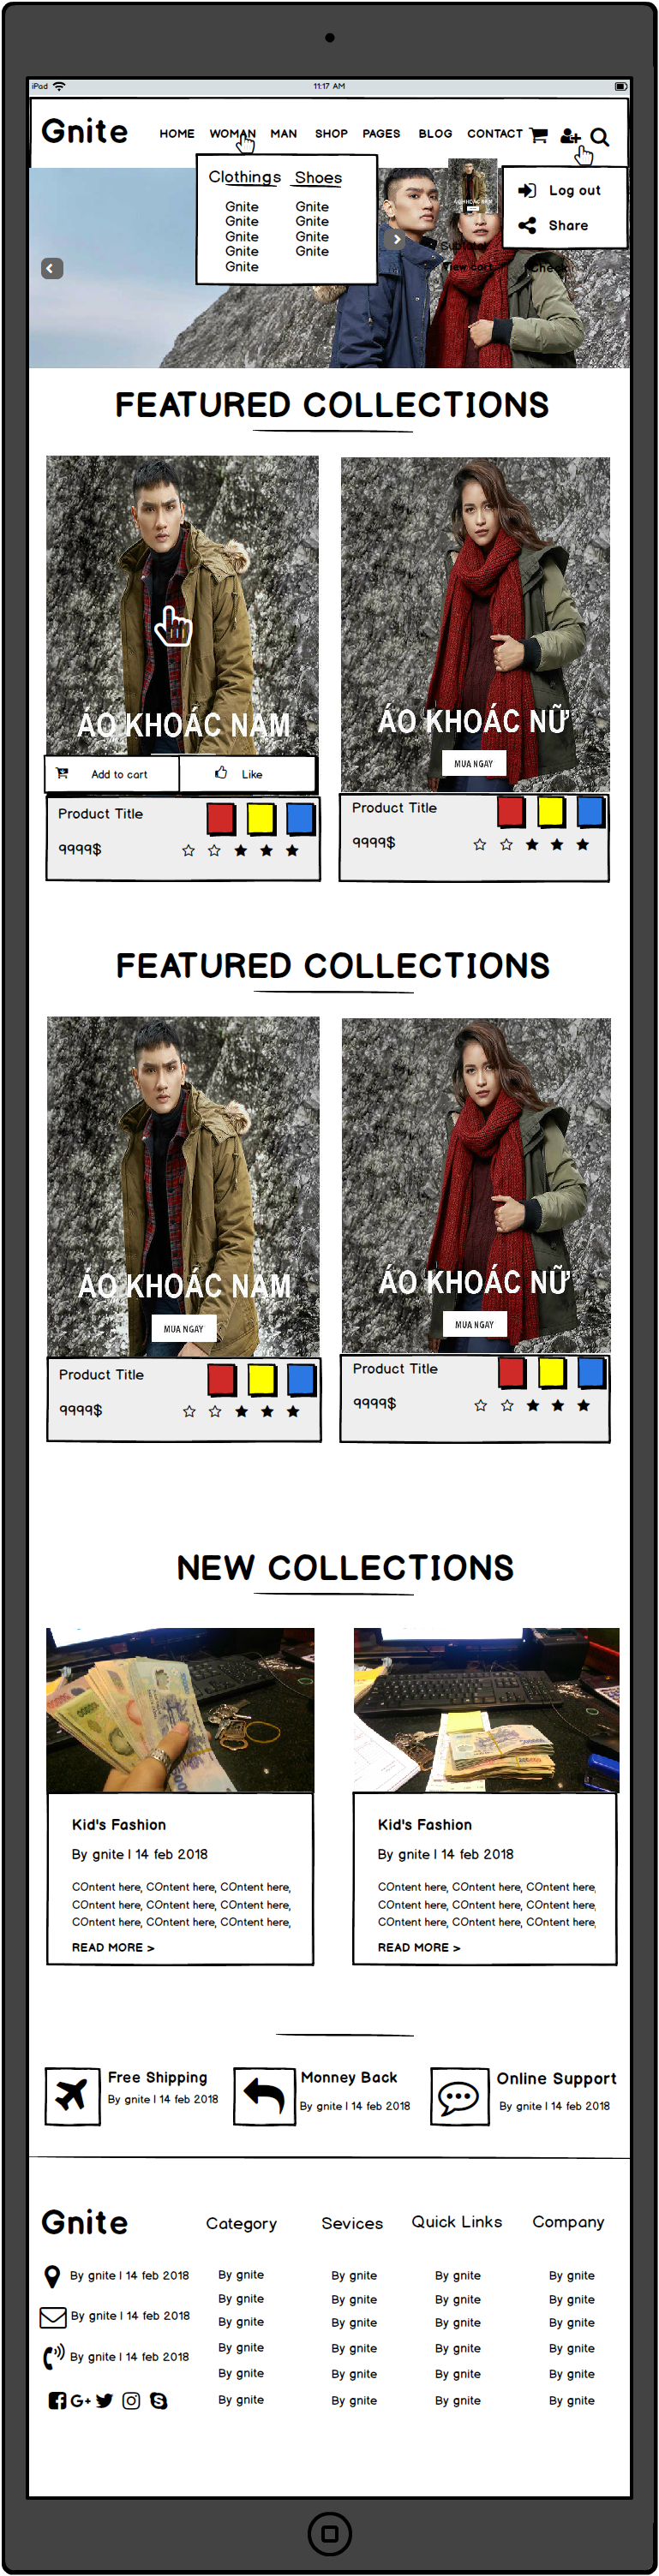 iPad
11:17 AM
Gnite
HOME WOMAN MAN SHOP PAGES BLOG CONTACT
Clothings Shoes
Gnite Gnite
Gnite Gnite
Gnite Gnite
Gnite Gnite
Gnite
ÁO KHOÁC NAM
Log out
Share
View cart
Check
FEATURED COLLECTIONS
ÁO KHOÁC NAM
Add to cart Like
Product Title
9999$
ÁO KHOÁC NỮ
MUA NGAY
Product Title
9999$
FEATURED COLLECTIONS
ÁO KHOÁC NAM
MUA NGAY
Product Title
9999$
ÁO KHOÁC NỮ
MUA NGAY
Product Title
9999$
NEW COLLECTIONS
Kid's Fashion
By gnite | 14 feb 2018
COntent here, COntent here, COntent here,
COntent here, COntent here, COntent here,
COntent here, COntent here, COntent here,
READ MORE >
Kid's Fashion
By gnite | 14 feb 2018
COntent here, COntent here, COntent here,
COntent here, COntent here, COntent here,
COntent here, COntent here, COntent here,
READ MORE >
Free Shipping
By gnite | 14 feb 2018
Monney Back
By gnite | 14 feb 2018
Online Support
By gnite | 14 feb 2018
Gnite
By gnite | 14 feb 2018
By gnite | 14 feb 2018
By gnite | 14 feb 2018
Category
By gnite
By gnite
By gnite
By gnite
By gnite
By gnite
Sevices
By gnite
By gnite
By gnite
By gnite
By gnite
By gnite
Quick Links
By gnite
By gnite
By gnite
By gnite
By gnite
By gnite
Company
By gnite
By gnite
By gnite
By gnite
By gnite
By gnite